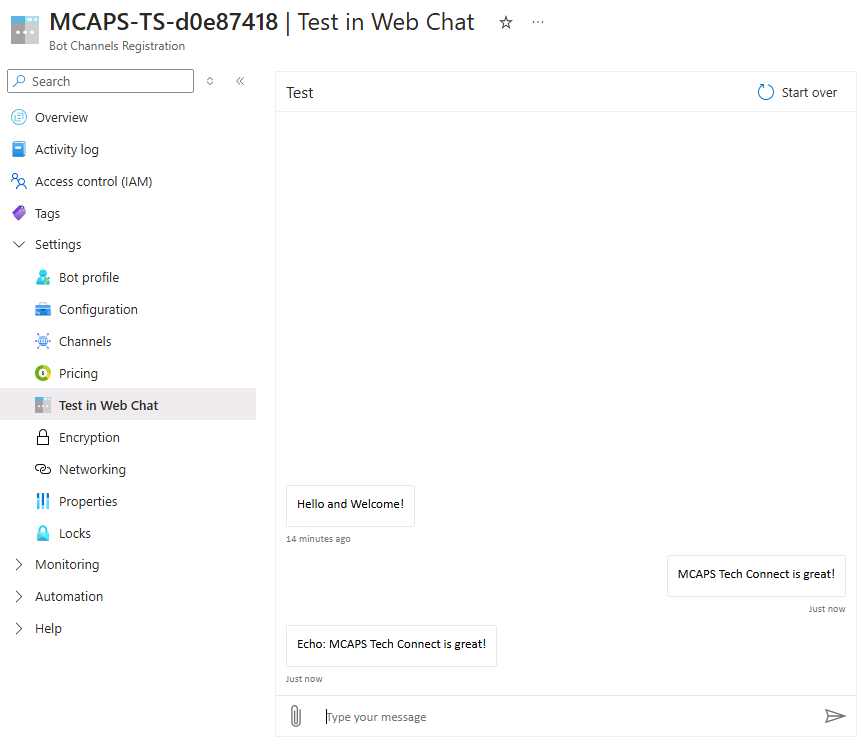 MCAPS-TS-d0e87418 | Test in Web Chat
Bot Channels Registration
Search
Overview
Activity log
Access control (IAM)
Tags
Settings
Bot profile
Configuration
Channels
Pricing
Test in Web Chat
Encryption
Networking
Properties
Locks
Monitoring
Automation
Help
Test
Start over
Hello and Welcome!
14 minutes ago
MCAPS Tech Connect is great!
Just now
Echo: MCAPS Tech Connect is great!
Just now
Type your message